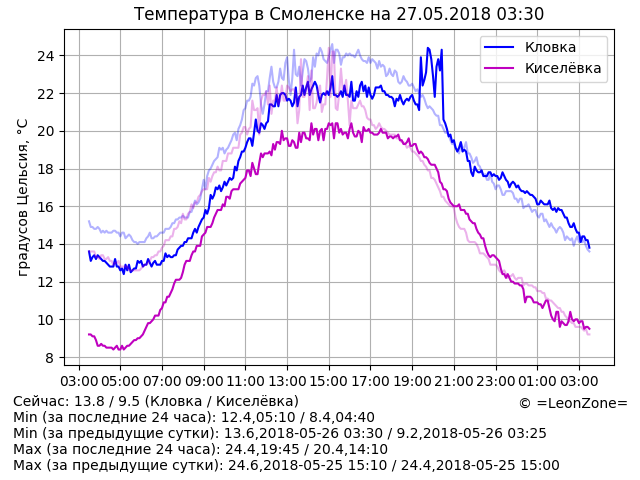 Температура в Смоленске на 27.05.2018 03:30
градусов Цельсия, °C
24
22
20
18
16
14
12
10
8
Кловка
Киселёвка
03:00 05:00 07:00 09:00 11:00 13:00 15:00 17:00 19:00 21:00 23:00 01:00 03:00
Сейчас: 13.8 / 9.5 (Кловка / Киселёвка)
© =LeonZone=
Min (за последние 24 часа): 12.4,05:10 / 8.4,04:40
Min (за предыдущие сутки): 13.6,2018-05-26 03:30 / 9.2,2018-05-26 03:25
Max (за последние 24 часа): 24.4,19:45 / 20.4,14:10
Max (за предыдущие сутки): 24.6,2018-05-25 15:10 / 24.4,2018-05-25 15:00